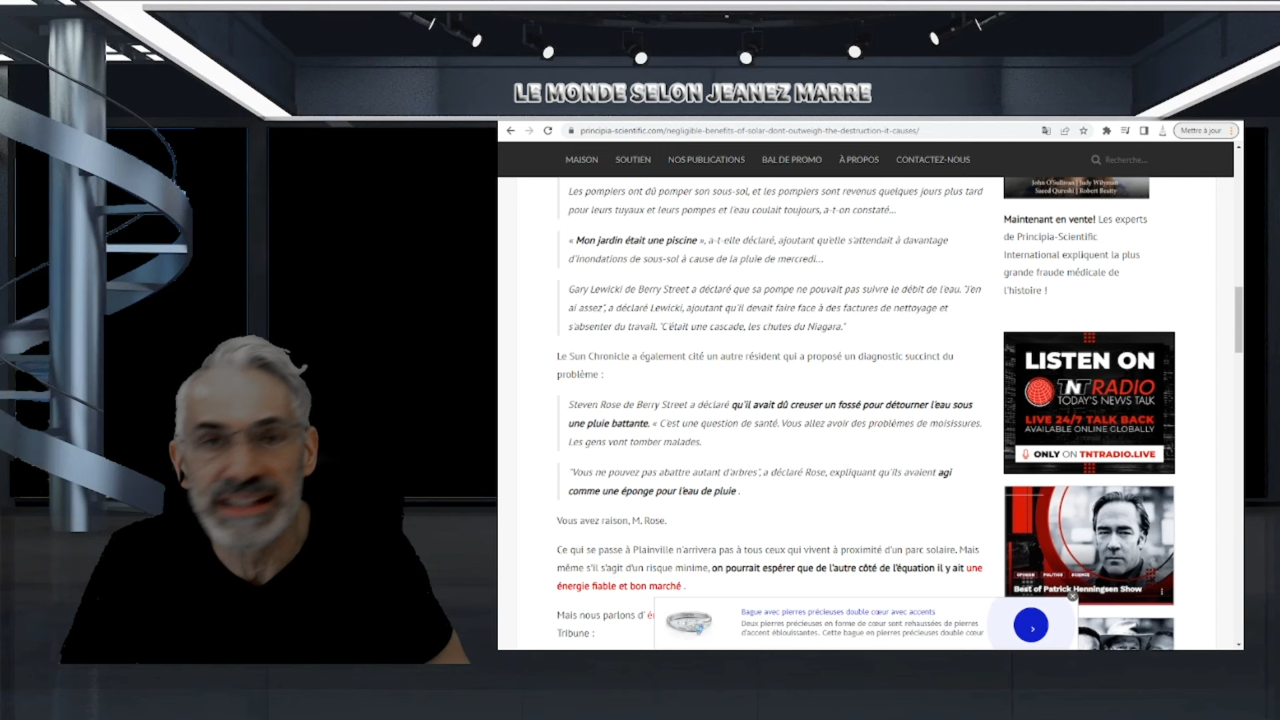 LE MONDE SELON JEANEZ MARRE
principia-scientific.com/negligible-benefits-of-solar-dont-outweigh-the-destruction-it-causes/
Mettre à jour
MAISON SOUTIEN NOS PUBLICATIONS BAL DE PROMO À PROPOS CONTACTEZ-NOUS Recherche...
Les pompiers ont dû pomper son sous-sol, et les pompiers sont revenus quelques jours plus tard
pour leurs tuyaux et leurs pompes et l'eau coulait toujours, a-t-on constaté...
« Mon jardin était une piscine », a-t-elle déclaré, ajoutant qu'elle s'attendait à davantage
d'inondations de sous-sol à cause de la pluie de mercredi...
Gary Lewicki de Berry Street a déclaré que sa pompe ne pouvait pas suivre le débit de l'eau. "J'en
ai assez", a déclaré Lewicki, ajoutant qu'il devait faire face à des factures de nettoyage et
s'absenter du travail. "C'était une cascade, les chutes du Niagara."
Le Sun Chronicle a également cité un autre résident qui a proposé un diagnostic succinct du
problème :
Steven Rose de Berry Street a déclaré qu'il avait dû creuser un fossé pour détourner l'eau sous
une pluie battante. « C'est une question de santé. Vous allez avoir des problèmes de moisissures.
Les gens vont tomber malades.
"Vous ne pouvez pas abattre autant d'arbres", a déclaré Rose, expliquant qu'ils avaient agi
comme une éponge pour l'eau de pluie .
Vous avez raison, M. Rose.
Ce qui se passe à Plainville n'arrivera pas à tous ceux qui vivent à proximité d'un parc solaire. Mais
même s'il s'agit d'un risque minime, on pourrait espérer que de l'autre côté de l'équation il y ait une
énergie fiable et bon marché .
Mais nous parlons d'
Tribune :
John O'Sullivan | Judy Wilyman
Saeed Qureshi | Robert Beatty
Maintenant en vente! Les experts
de Principia-Scientific
International expliquent la plus
grande fraude médicale de
l'histoire !
LISTEN ON
TNT RADIO
TODAY'S NEWS TALK
LIVE 24/7 TALK BACK
AVAILABLE ONLINE GLOBALLY
ONLY ON TNTRADIO.LIVE
OPINION POLITICS SCIENCE
Best of Patrick Henningsen Show
Bague avec pierres précieuses double cœur avec accents
Deux pierres précieuses en forme de cœur sont rehaussées de pierres
d'accent éblouissantes. Cette bague en pierres précieuses double cœur